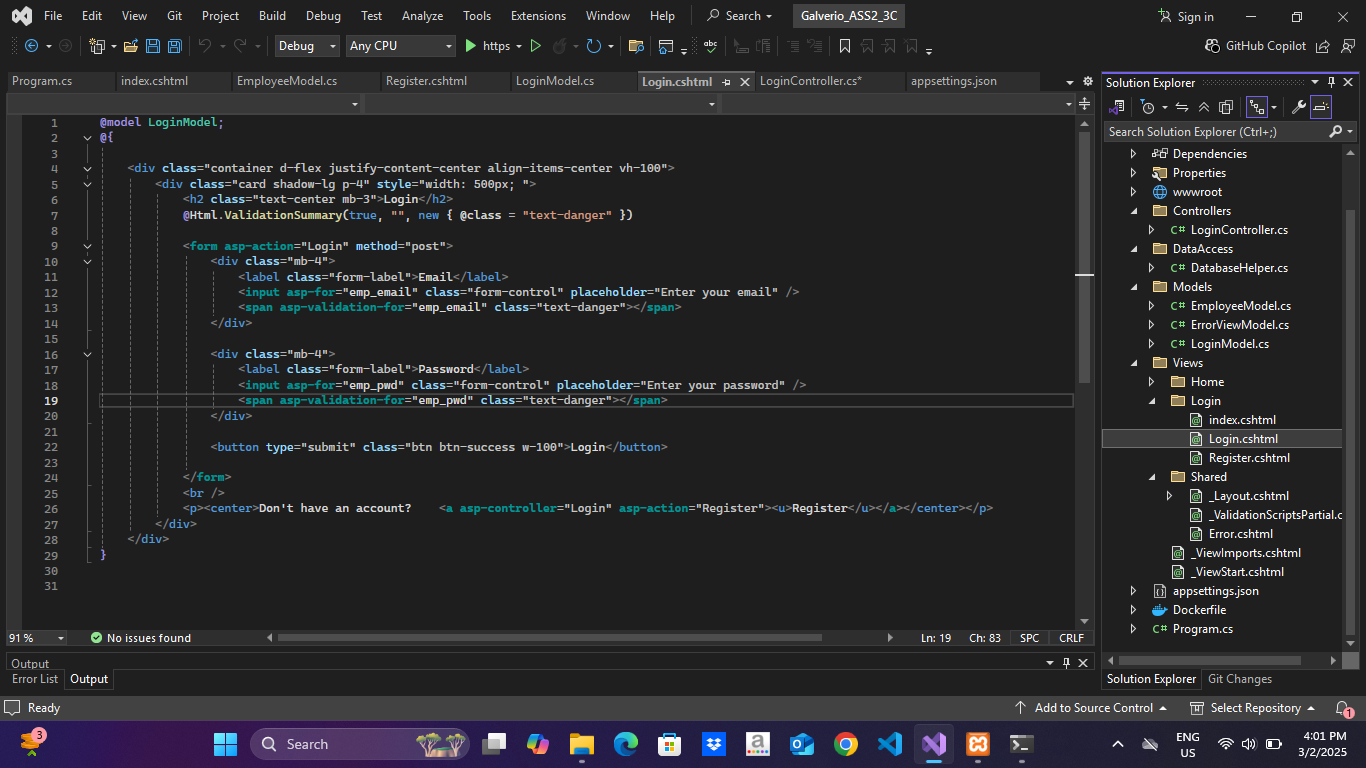 File Edit View Git Project Build Debug Test Analyze Tools Extensions Window Help Search Galverio_ASS2_3C Sign in
Debug Any CPU https GitHub Copilot
Program.cs index.cshtml EmployeeModel.cs Register.cshtml LoginModel.cs Login.cshtml LoginController.cs* appsettings.json
1 @model LoginModel;
2 @{
3
4 <div class="container d-flex justify-content-center align-items-center vh-100">
5 <div class="card shadow-lg p-4" style="width: 500px; ">
6 <h2 class="text-center mb-3">Login</h2>
7 @Html.ValidationSummary(true, "", new { @class = "text-danger" })
8
9 <form asp-action="Login" method="post">
10 <div class="mb-4">
11 <label class="form-label">Email</label>
12 <input asp-for="emp_email" class="form-control" placeholder="Enter your email" />
13 <span asp-validation-for="emp_email" class="text-danger"></span>
14 </div>
15
16 <div class="mb-4">
17 <label class="form-label">Password</label>
18 <input asp-for="emp_pwd" class="form-control" placeholder="Enter your password" />
19 <span asp-validation-for="emp_pwd" class="text-danger"></span>
20 </div>
21
22 <button type="submit" class="btn btn-success w-100">Login</button>
23
24 </form>
25 <br />
26 <p><center>Don't have an account? <a asp-controller="Login" asp-action="Register"><u>Register</u></a></center></p>
27 </div>
28 </div>
29 }
30
31
91 % No issues found Ln: 19 Ch: 83 SPC CRLF
Output
Error List Output
Solution Explorer
Search Solution Explorer (Ctrl+;)
Dependencies
Properties
wwwroot
Controllers
C# LoginController.cs
DataAccess
C# DatabaseHelper.cs
Models
C# EmployeeModel.cs
C# ErrorViewModel.cs
C# LoginModel.cs
Views
Home
Login
index.cshtml
Login.cshtml
Register.cshtml
Shared
_Layout.cshtml
_ValidationScriptsPartial.c
Error.cshtml
_ViewImports.cshtml
_ViewStart.cshtml
appsettings.json
Dockerfile
C# Program.cs
Solution Explorer Git Changes
Ready Add to Source Control Select Repository 1
3 Search a ENG US 4:01 PM
3/2/2025